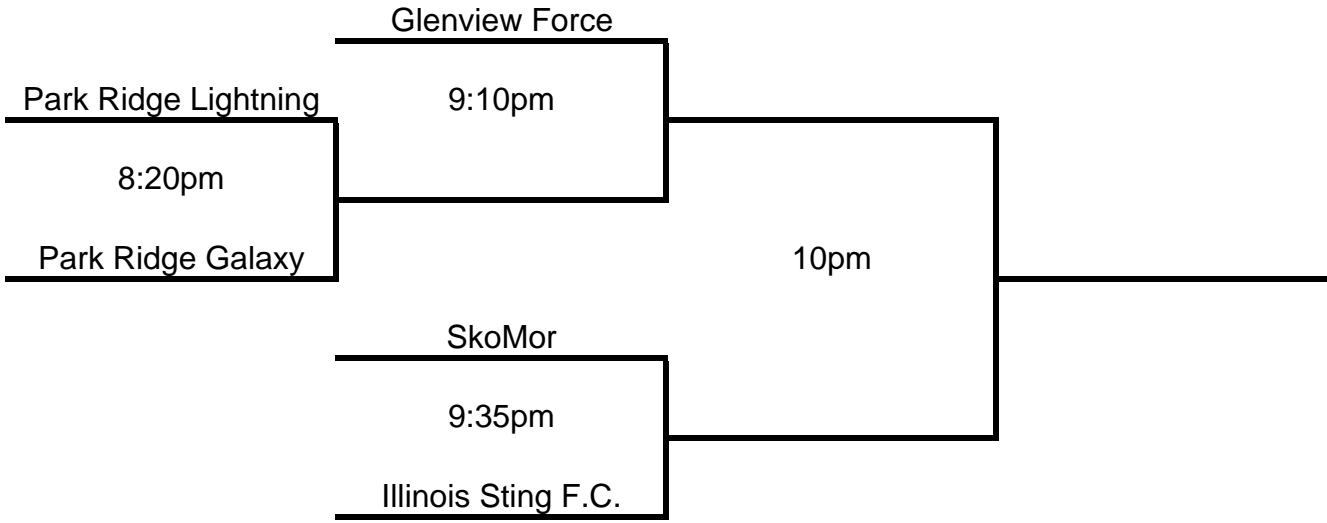 Glenview Force
Park Ridge Lightning
9:10pm
8:20pm
Park Ridge Galaxy
10pm
SkoMor
9:35pm
Illinois Sting F.C.